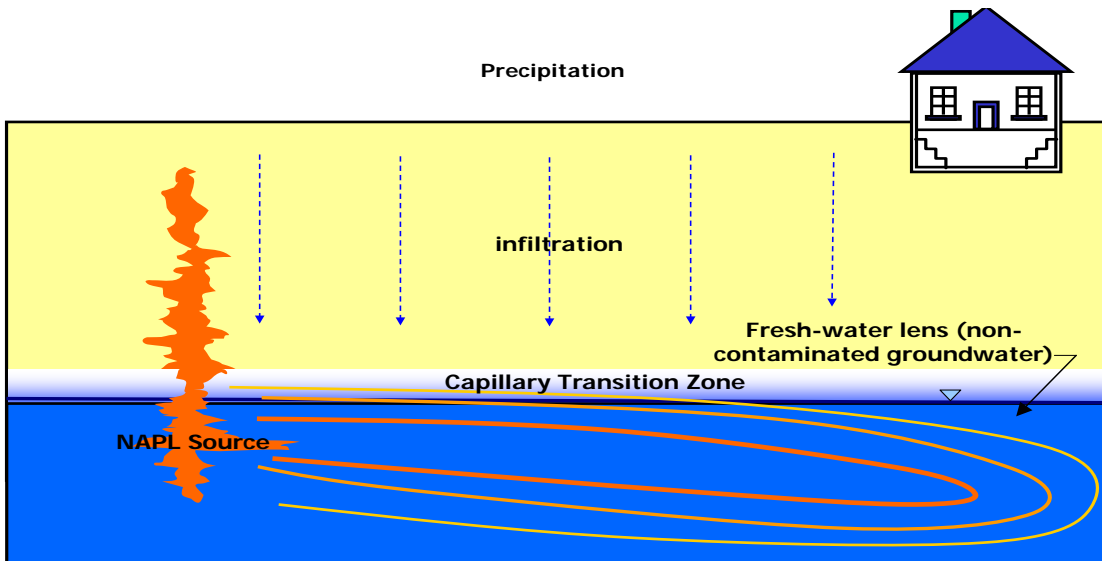 Precipitation
infiltration
Fresh-water lens (non-
contaminated groundwater)
Capillary Transition Zone
NAPL Source